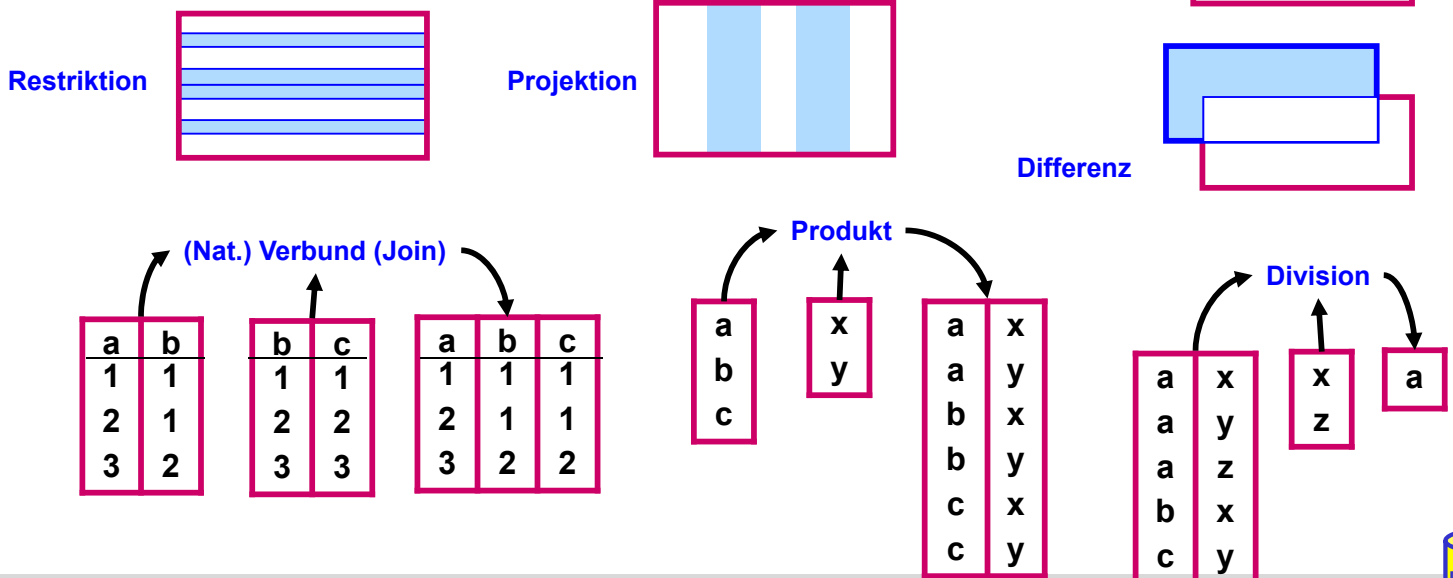 Restriktion
Projektion
Differenz
(Nat.) Verbund (Join)
a b
1 1
2 1
3 2
b c
1 1
2 2
3 3
a b c
1 1 1
2 1 1
3 2 2
Produkt
a
b
c
x
y
a x
a y
b x
b y
c x
c y
Division
a x
a y
a z
b x
c y
x
z
a